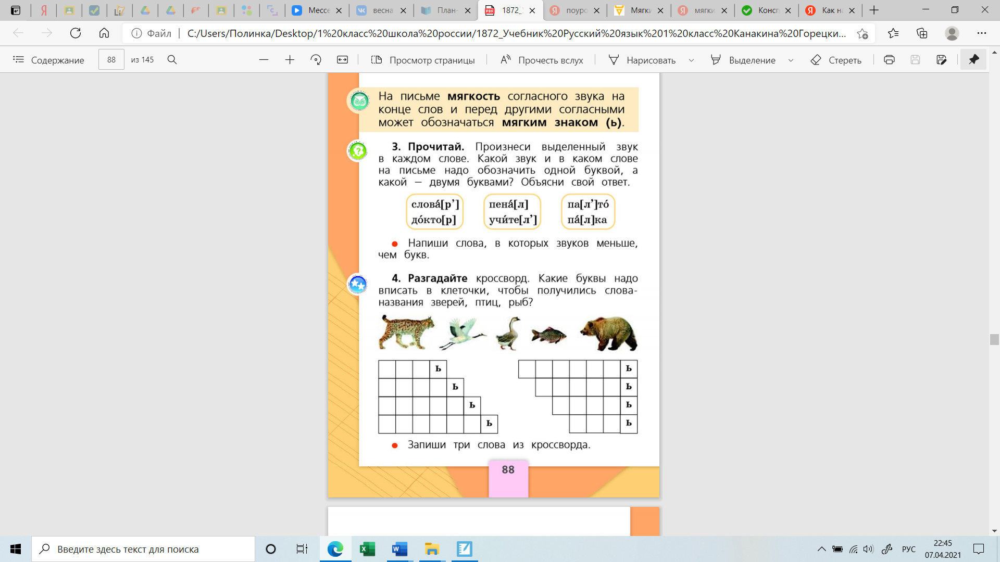 Мессе
весна
План-
1872_
поуро
Мягки
мягки
Консп
Как на
Файл
C:/Users/Полинка/Desktop/1%20класс%20школа%20россии/1872_Учебник%20Русский%20язык%201%20класс%20Канакина%20Горецки...
Содержание
88
из 145
Просмотр страницы
Прочесть вслух
Нарисовать
Выделение
Стереть
На письме мягкость согласного звука на
конце слов и перед другими согласными
может обозначаться мягким знаком (ь).
3. Прочитай. Произнеси выделенный звук
в каждом слове. Какой звук и в каком слове
на письме надо обозначить одной буквой, а
какой — двумя буквами? Объясни свой ответ.
слова́[р’]
до́кто[р]
пена́[л]
учи́те[л’]
па[л’]то́
па́[л]ка
Напиши слова, в которых звуков меньше,
чем букв.
4. Разгадайте кроссворд. Какие буквы надо
вписать в клеточки, чтобы получились слова-
названия зверей, птиц, рыб?
ь
ь
ь
ь
ь
ь
ь
ь
Запиши три слова из кроссворда.
88
Введите здесь текст для поиска
РУС
22:45
07.04.2021